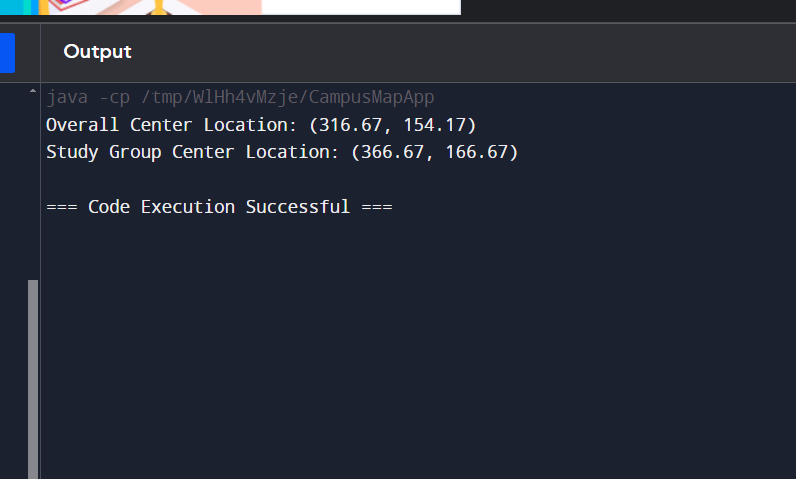 Output
java -cp /tmp/WlHh4vMzje/CampusMapApp
Overall Center Location: (316.67, 154.17)
Study Group Center Location: (366.67, 166.67)
=== Code Execution Successful ===